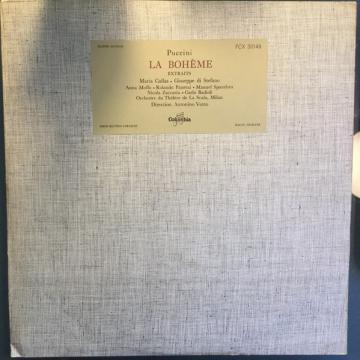 Puccini
FCX 30149
LA BOHÈME
EXTRAITS
Maria Callas • Giuseppe di Stefano
Anna Moffo • Rolando Panerai • Manuel Spatafora
Nicola Zaccaria • Carlo Badioli
Orchestre du Théâtre de La Scala, Milan
Direction Antonino Votto
Columbia